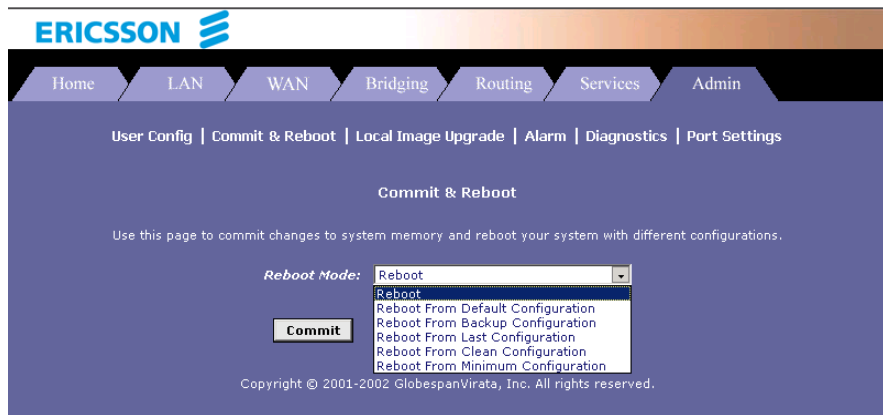 ERICSSON
Home LAN WAN Bridging Routing Services Admin
User Config | Commit & Reboot | Local Image Upgrade | Alarm | Diagnostics | Port Settings
Commit & Reboot
Use this page to commit changes to system memory and reboot your system with different configurations.
Reboot Mode: Reboot
Reboot
Reboot From Default Configuration
Reboot From Backup Configuration
Commit
Reboot From Last Configuration
Reboot From Clean Configuration
Reboot From Minimum Configuration
Copyright © 2001-2002 GlobespanVirata, Inc. All rights reserved.